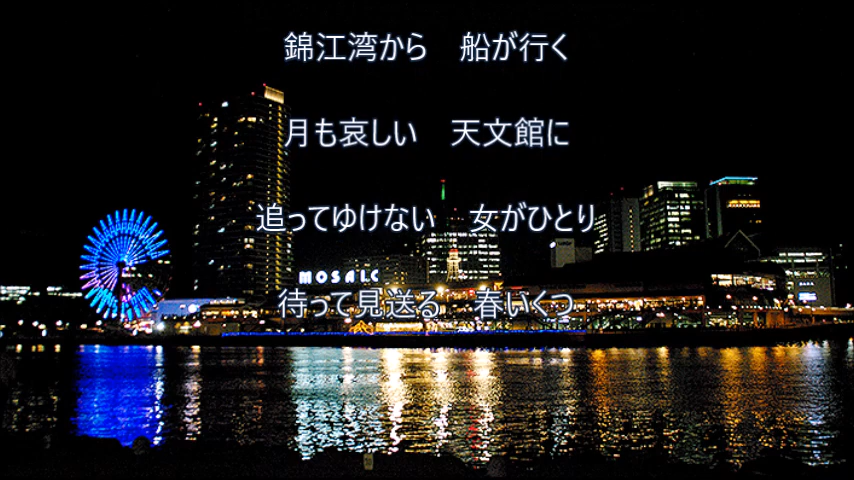 錦江湾から　船が行く
月も哀しい　天文館に
追ってゆけない　女がひとり
MOSAIC
待って見送る　春いくつ